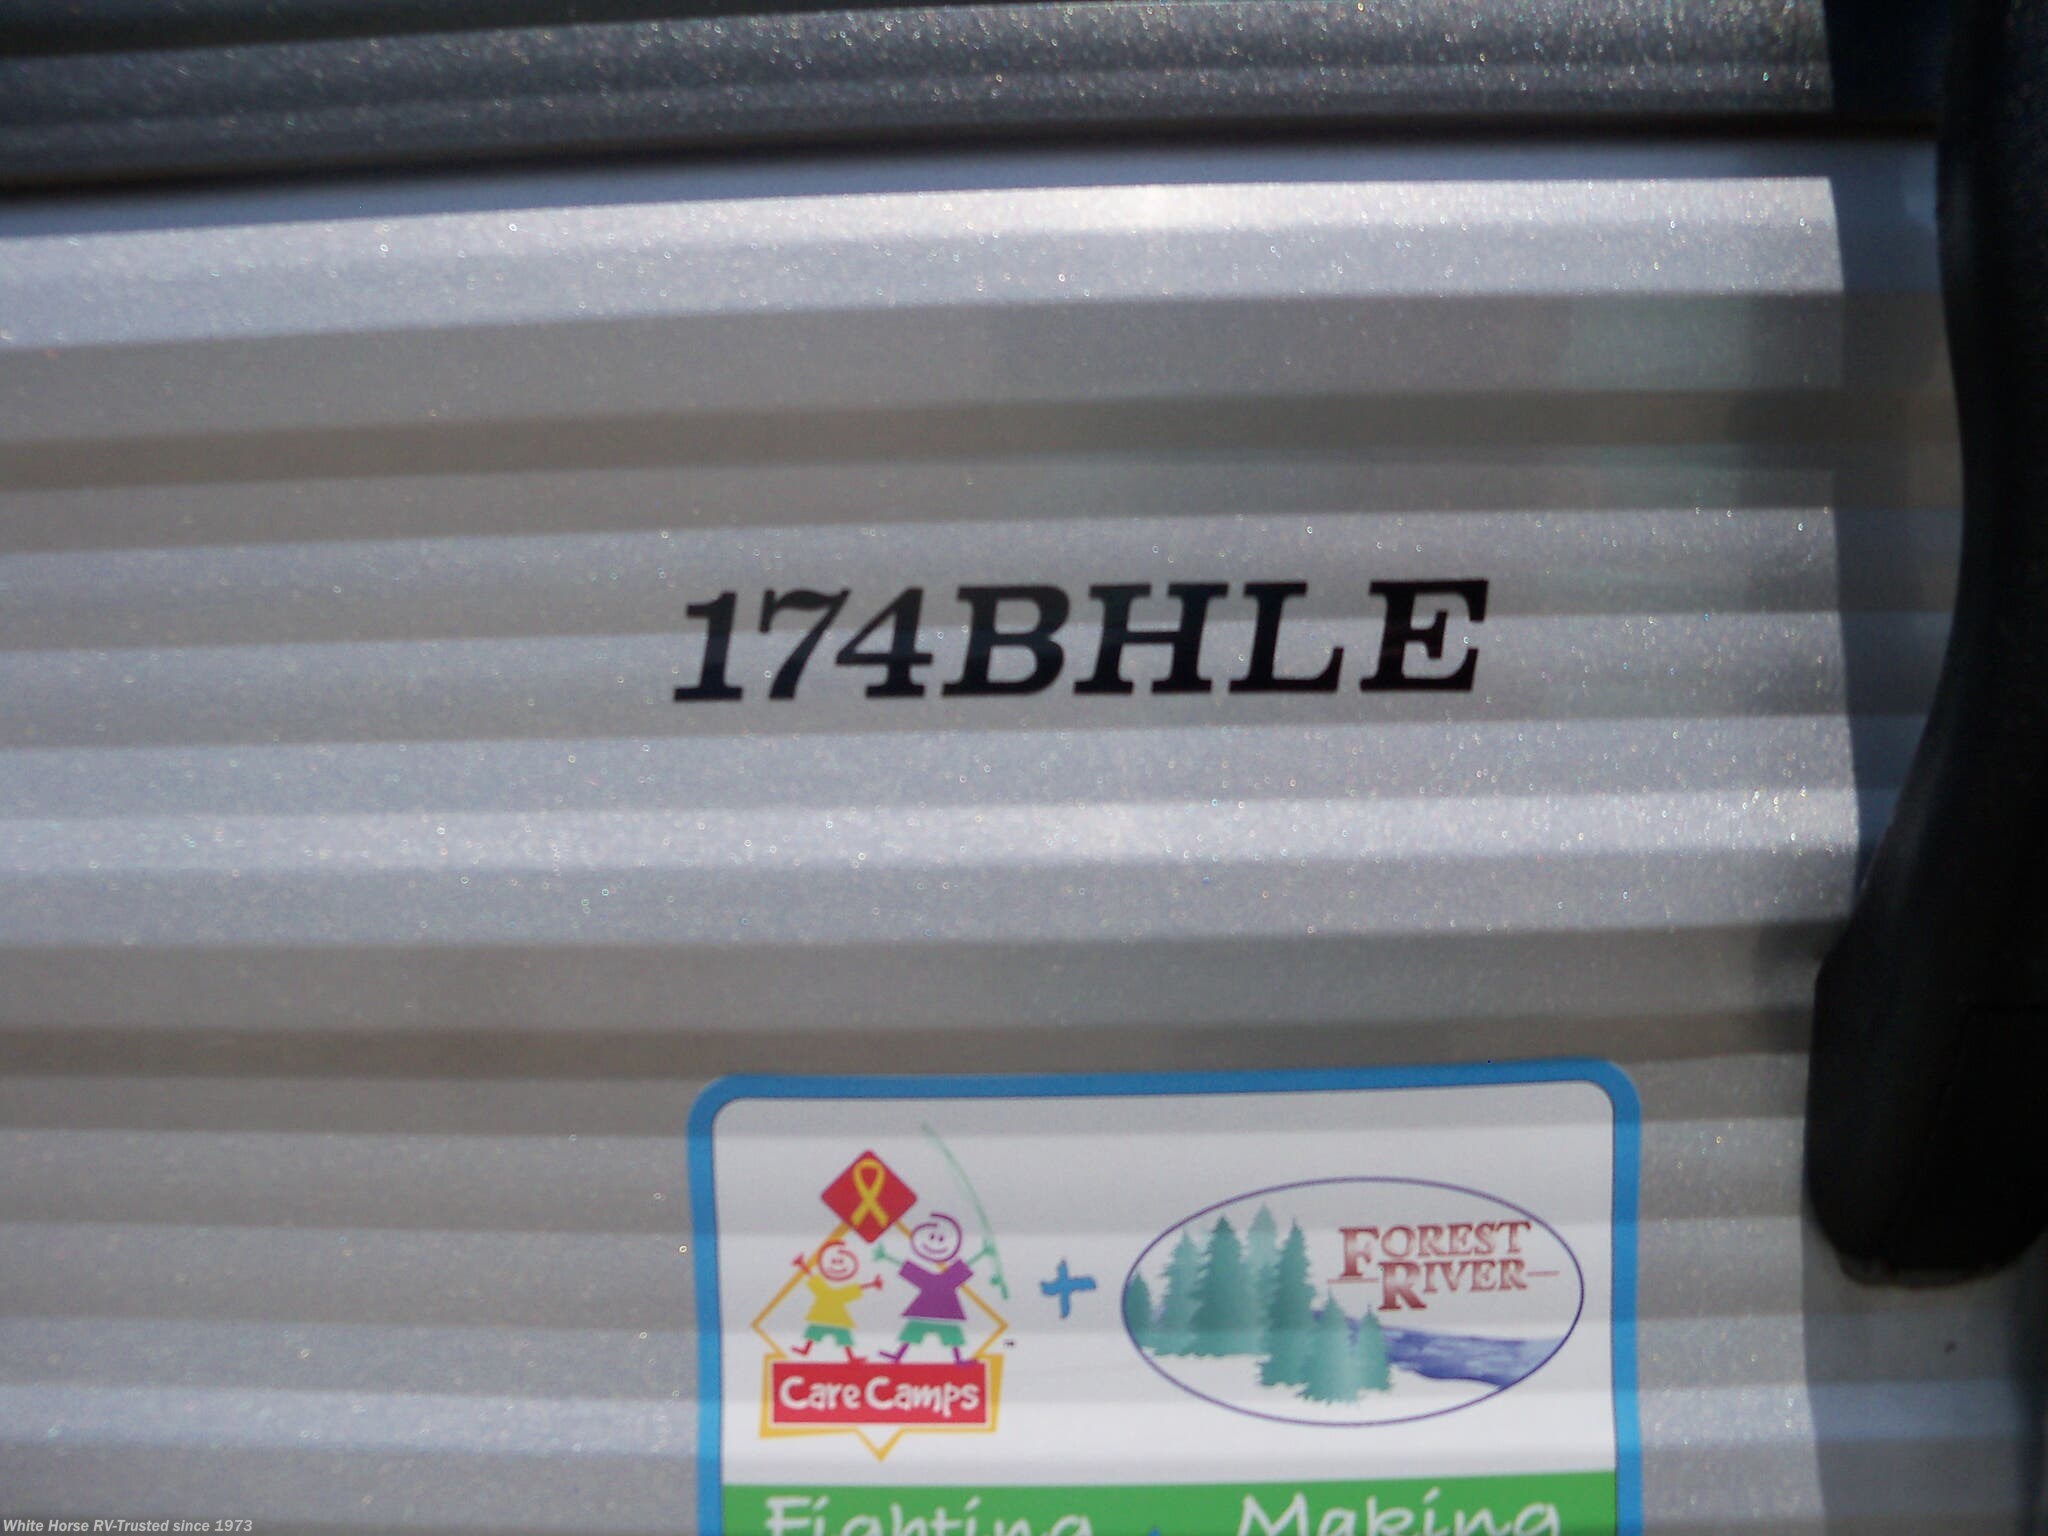 174BHLE
FOREST
RIVER
Care Camps
Fighting Making
White Horse RV-Trusted since 1973